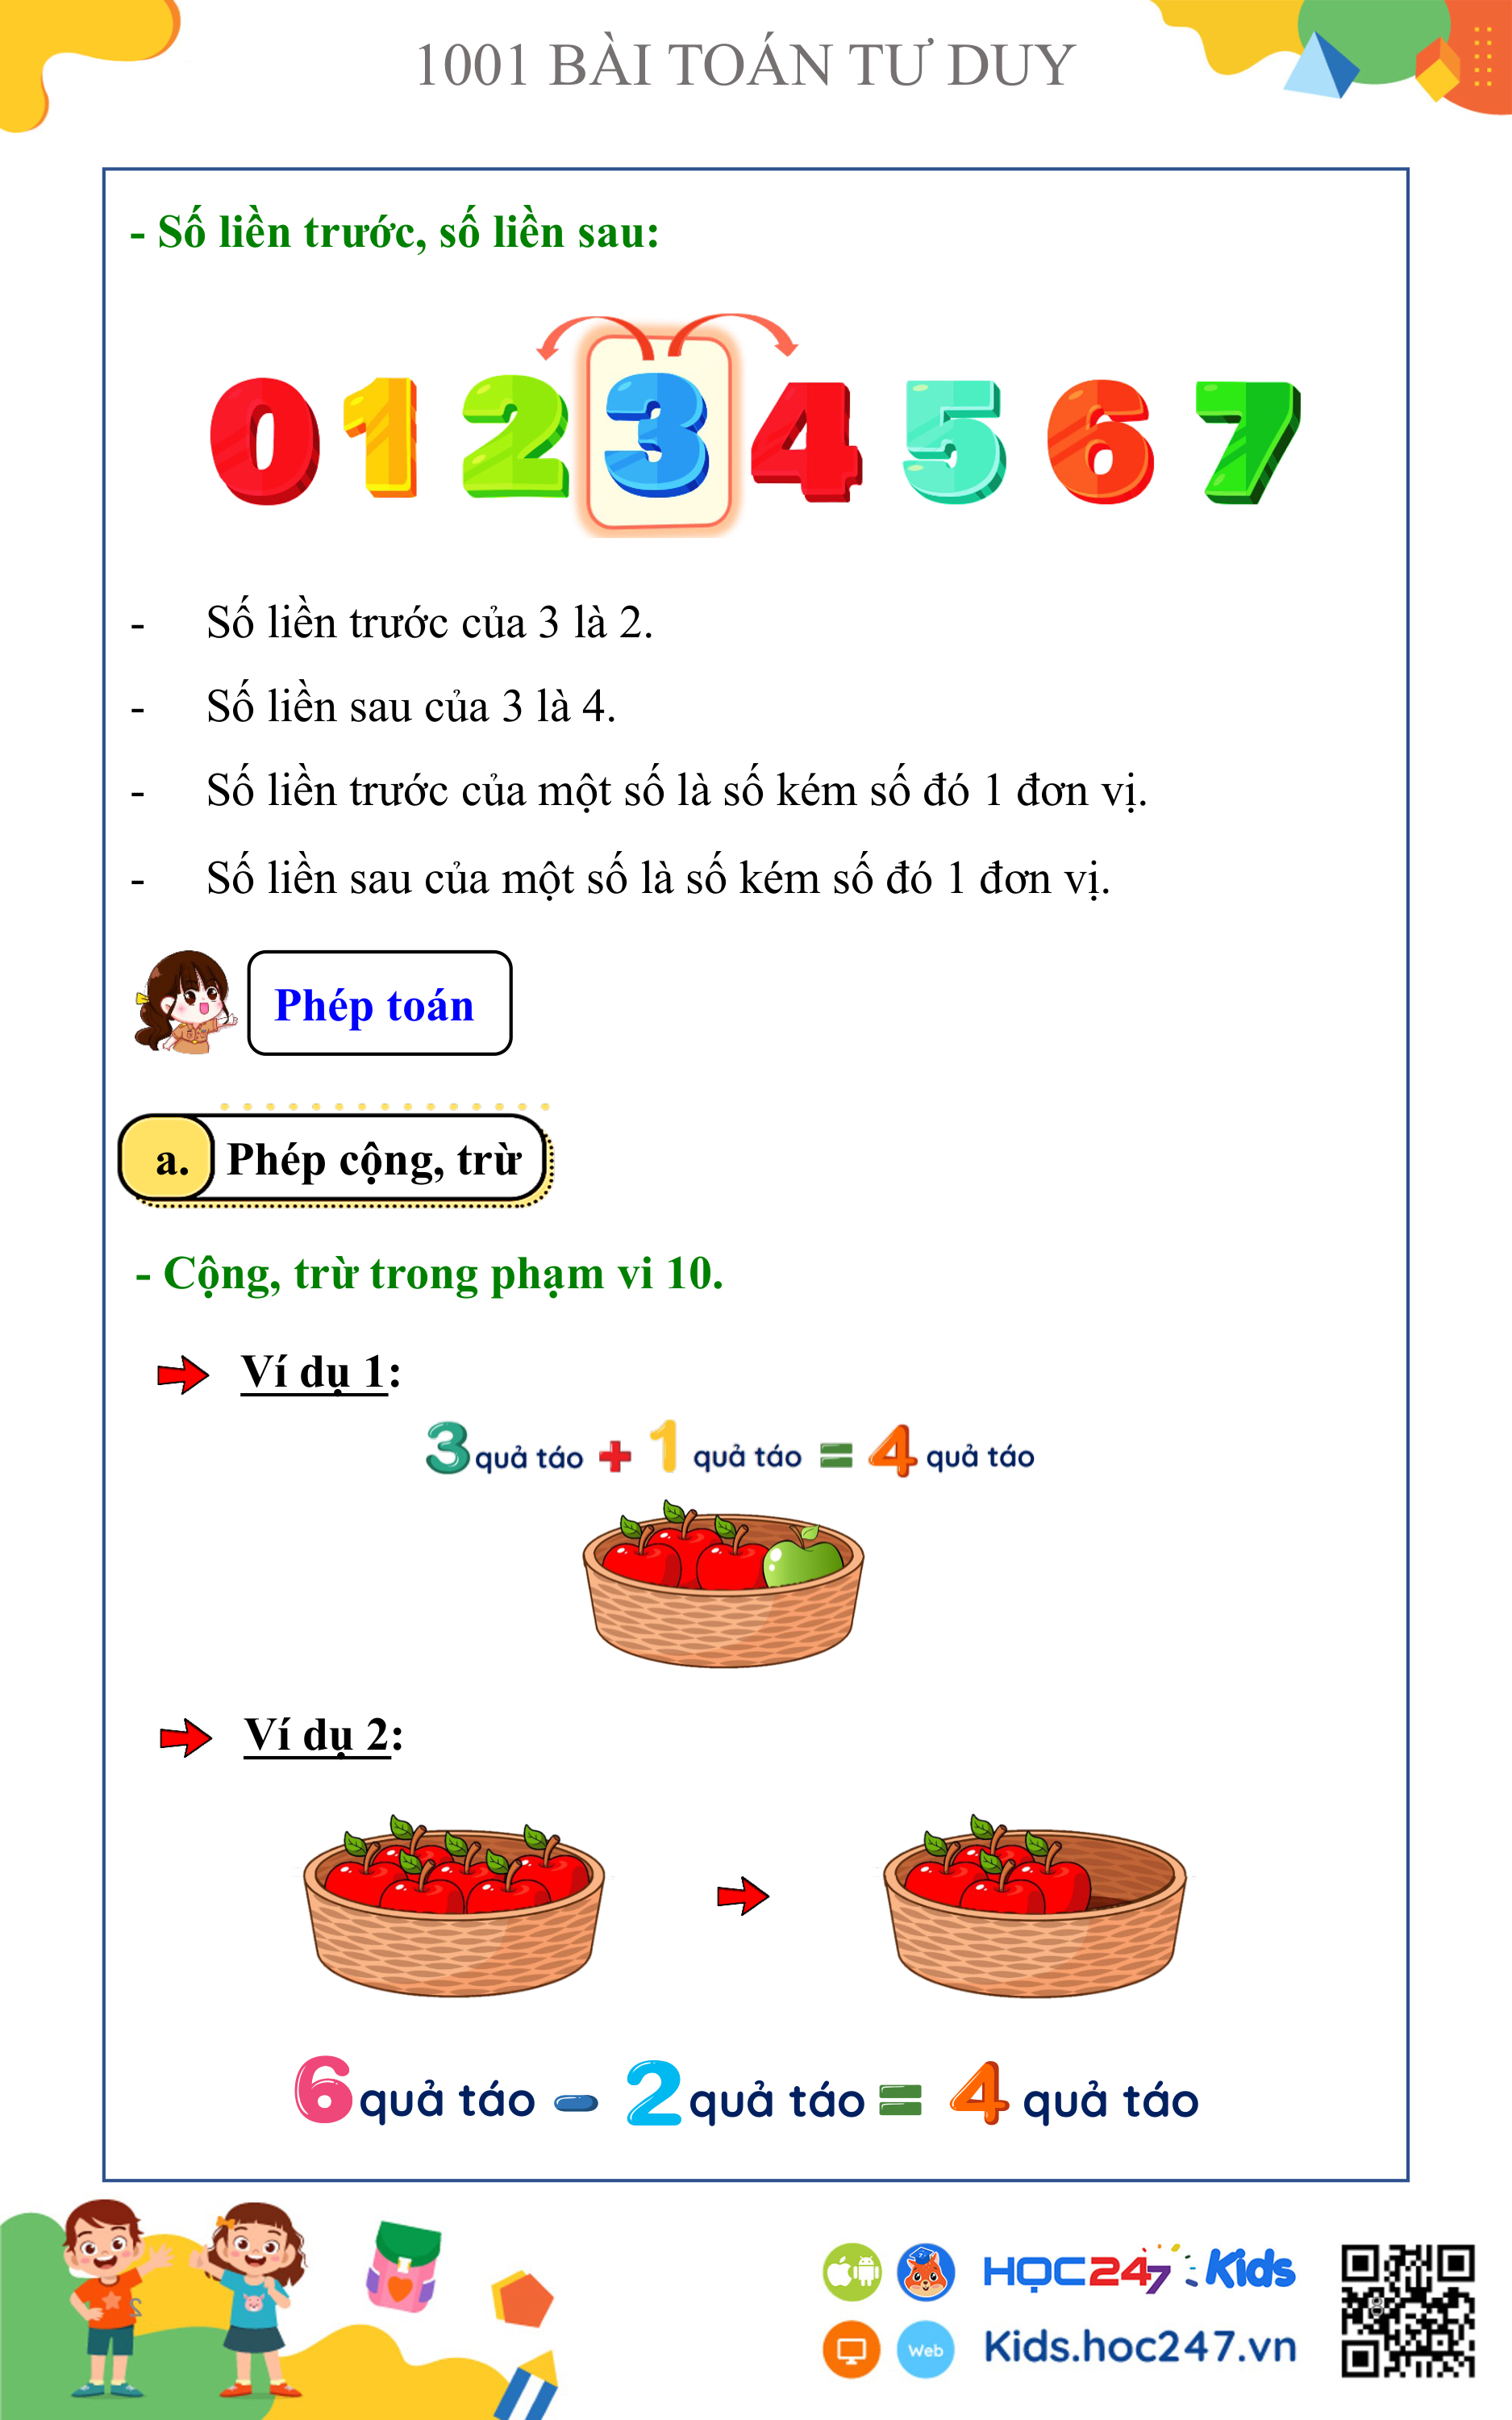 1001 BÀI TOÁN TƯ DUY
- Số liền trước, số liền sau:
0 1 2 3 4 5 6 7
- Số liền trước của 3 là 2.
- Số liền sau của 3 là 4.
- Số liền trước của một số là số kém số đó 1 đơn vị.
- Số liền sau của một số là số kém số đó 1 đơn vị.
Phép toán
a. Phép cộng, trừ
- Cộng, trừ trong phạm vi 10.
Ví dụ 1:
3 quả táo + 1 quả táo = 4 quả táo
Ví dụ 2:
6 quả táo - 2 quả táo = 4 quả táo
2
HỌC247 Kids
8
Web Kids.hoc247.vn